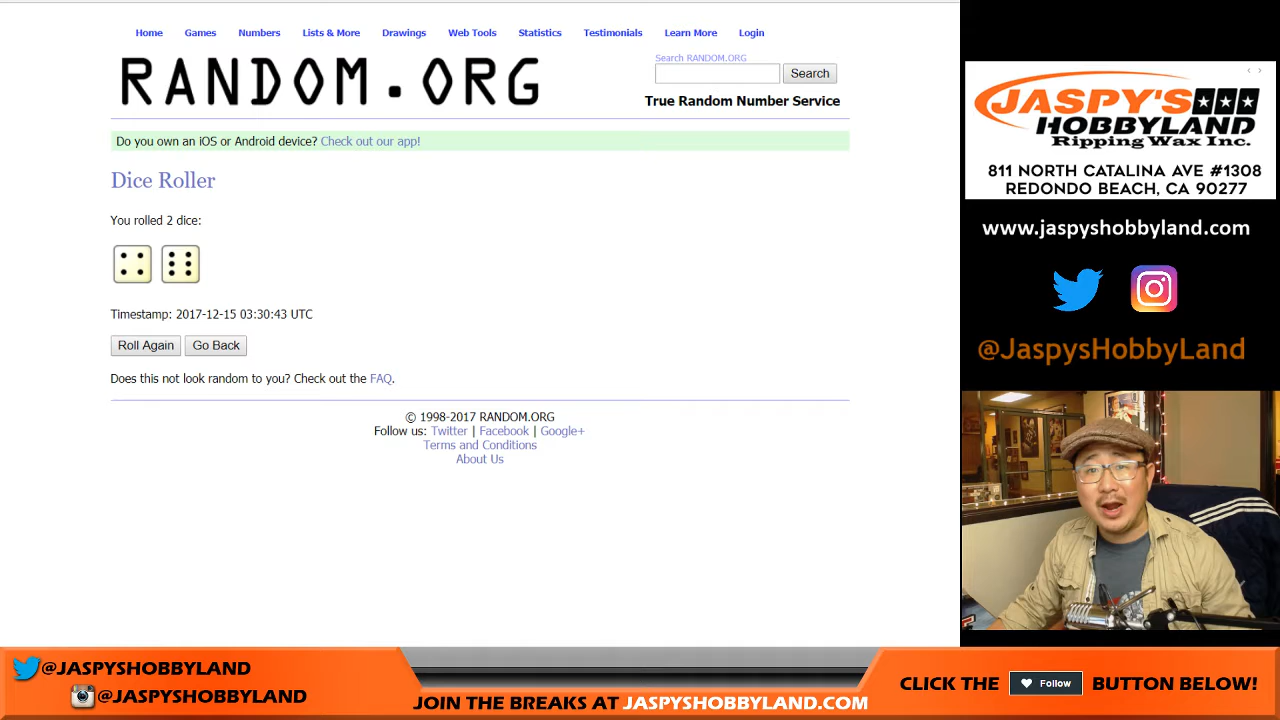 Home Games Numbers Lists & More Drawings Web Tools Statistics Testimonials Learn More Login
RANDOM.ORG
Search RANDOM.ORG
Search
True Random Number Service
Do you own an iOS or Android device? Check out our app!
Dice Roller
You rolled 2 dice:
Timestamp: 2017-12-15 03:30:43 UTC
Roll Again Go Back
Does this not look random to you? Check out the FAQ.
© 1998-2017 RANDOM.ORG
Follow us: Twitter | Facebook | Google+
Terms and Conditions
About Us
JASPY'S
HOBBYLAND
Ripping Wax Inc.
811 NORTH CATALINA AVE #1308
REDONDO BEACH, CA 90277
www.jaspyshobbyland.com
@JaspysHobbyLand
@JASPYSHOBBYLAND
@JASPYSHOBBYLAND
JOIN THE BREAKS AT JASPYSHOBBYLAND.COM
CLICK THE Follow BUTTON BELOW!